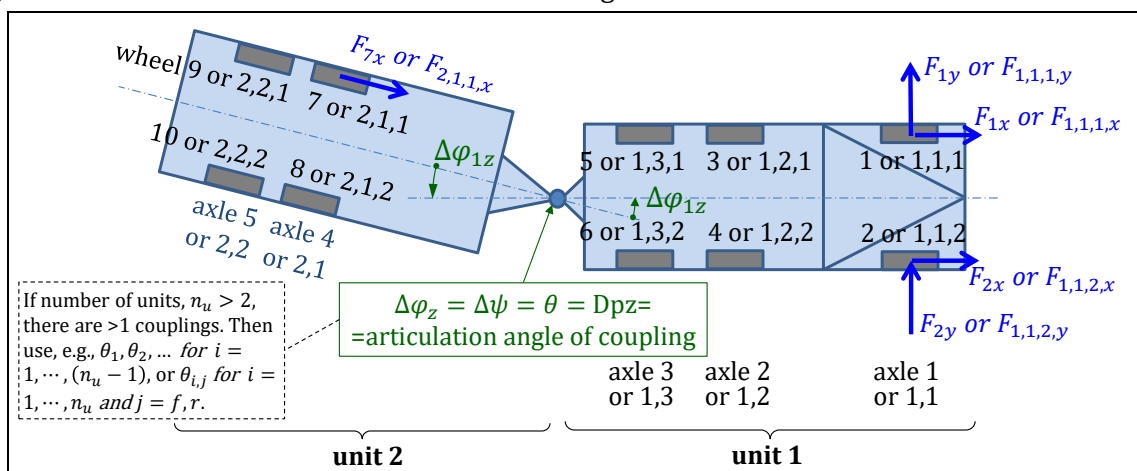 wheel 9 or 2,2,1
7 or 2,1,1
F₇ₓ or F₂,₁,₁,ₓ
10 or 2,2,2
8 or 2,1,2
axle 5
or 2,2
axle 4
or 2,1
Δφ₁z
Δφ₁z
5 or 1,3,1
3 or 1,2,1
1 or 1,1,1
6 or 1,3,2
4 or 1,2,2
2 or 1,1,2
F₁y or F₁,₁,₁,y
F₁ₓ or F₁,₁,₁,ₓ
F₂ₓ or F₁,₁,₂,ₓ
F₂y or F₁,₁,₂,y
If number of units, nᵤ > 2,
there are >1 couplings. Then
use, e.g., θ₁, θ₂, … for i =
1, ⋯, (nᵤ − 1), or θᵢ,ⱼ for i =
1, ⋯, nᵤ and j = f, r.
Δφz = Δψ = θ = Dpz=
=articulation angle of coupling
axle 3
or 1,3
axle 2
or 1,2
axle 1
or 1,1
unit 2
unit 1